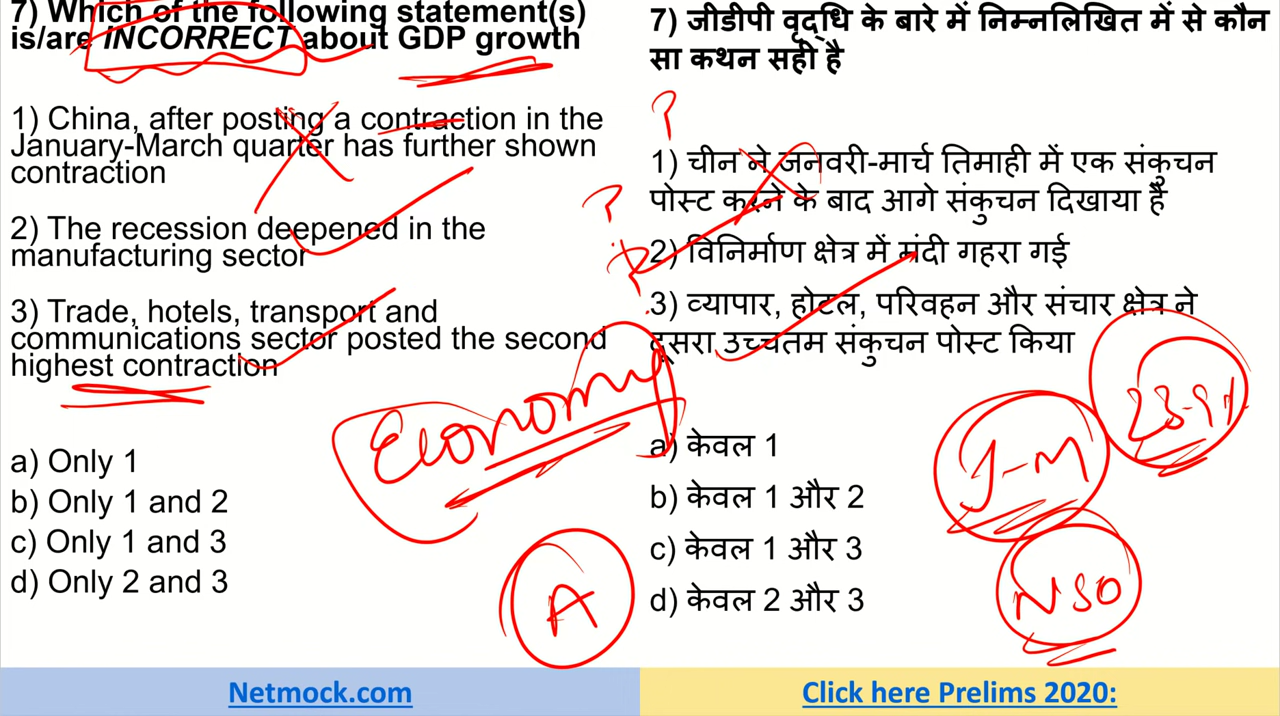 7) Which of the following statement(s)
is/are INCORRECT about GDP growth
1) China, after posting a contraction in the
January-March quarter has further shown
contraction
2) The recession deepened in the
manufacturing sector
3) Trade, hotels, transport and
communications sector posted the second
highest contraction
a) Only 1
b) Only 1 and 2
c) Only 1 and 3
d) Only 2 and 3
Economy
A
7) जीडीपी वृद्धि के बारे में निम्नलिखित में से कौन
सा कथन सही है
?
1) चीन ने जनवरी-मार्च तिमाही में एक संकुचन
पोस्ट करने के बाद आगे संकुचन दिखाया है
?
2) विनिर्माण क्षेत्र में मंदी गहरा गई
3) व्यापार, होटल, परिवहन और संचार क्षेत्र ने
दूसरा उच्चतम संकुचन पोस्ट किया
a) केवल 1
b) केवल 1 और 2
c) केवल 1 और 3
d) केवल 2 और 3
J-M
NSO
Netmock.com
Click here Prelims 2020: